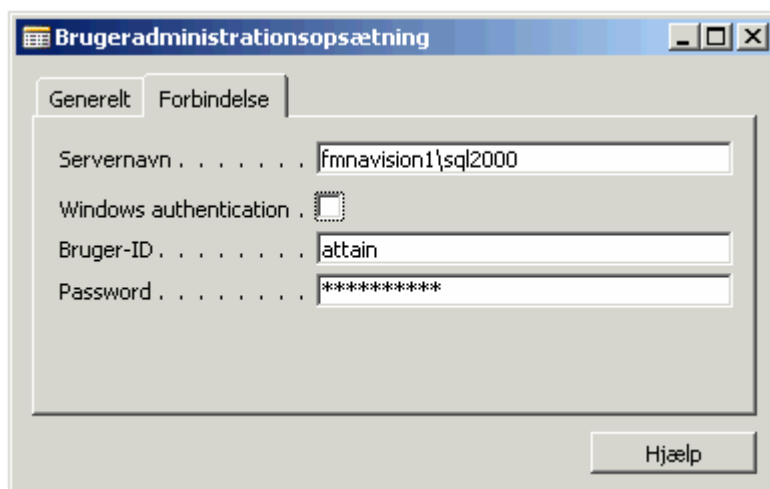 Brugeradministrationsopsætning
Generelt Forbindelse
Servernavn . . . . . . . fmnavision1\sql2000
Windows authentication .
Bruger-ID . . . . . . . . attain
Password . . . . . . . . **********
Hjælp